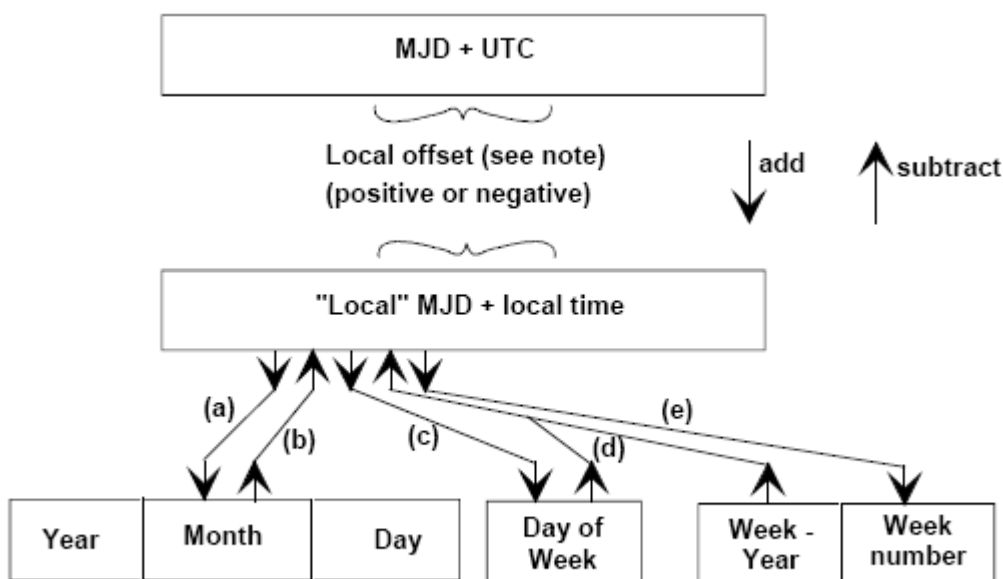 MJD + UTC
Local offset (see note)
(positive or negative)
add
subtract
"Local" MJD + local time
(a)
(b)
(c)
(d)
(e)
Year
Month
Day
Day of
Week
Week -
Year
Week
number